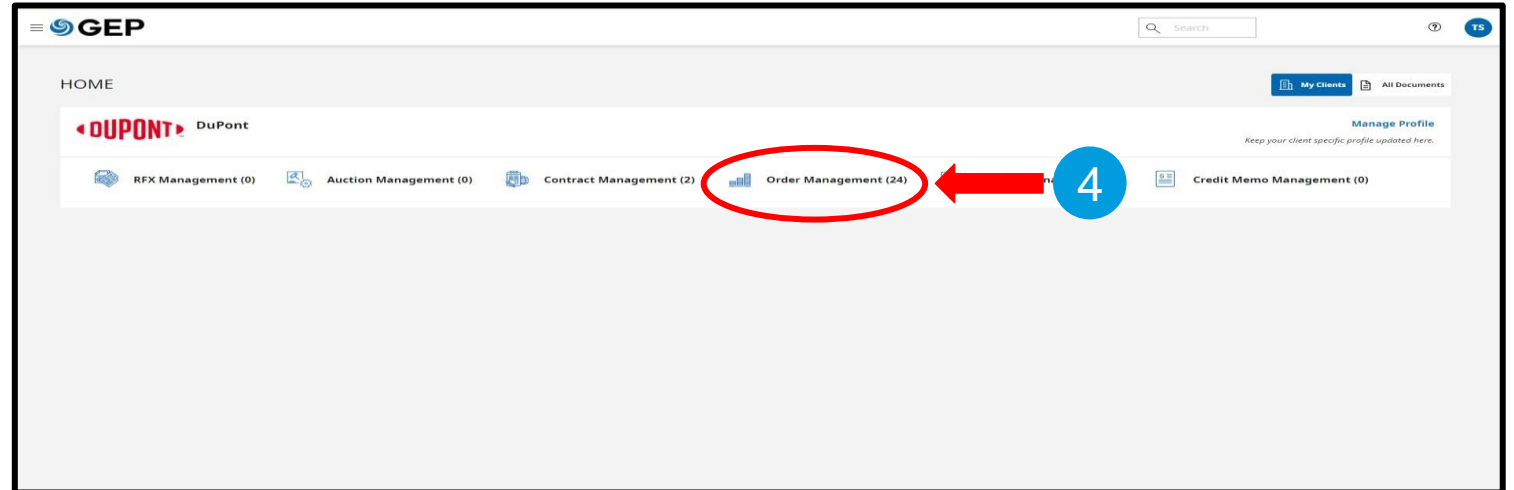 GEP
Search
TS
HOME
My Clients
All Documents
DUPONT
DuPont
Manage Profile
Keep your client specific profile updated here.
RFX Management (0)
Auction Management (0)
Contract Management (2)
Order Management (24)
4
Credit Memo Management (0)